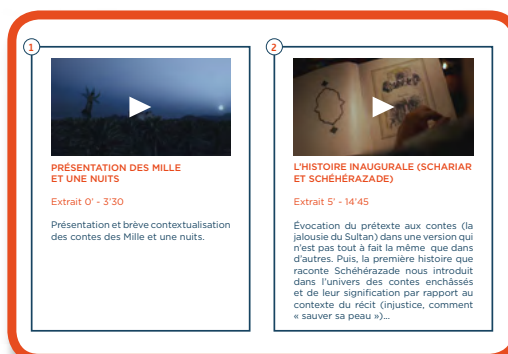 1
PRÉSENTATION DES MILLE
ET UNE NUITS
Extrait 0' - 3'30
Présentation et brève contextualisation
des contes des Mille et une nuits.
2
L'HISTOIRE INAUGURALE (SCHARIAR
ET SCHÉHÉRAZADE)
Extrait 5' - 14'45
Évocation du prétexte aux contes (la
jalousie du Sultan) dans une version qui
n'est pas tout à fait la même que dans
d'autres. Puis, la première histoire que
raconte Schéhérazade nous introduit
dans l'univers des contes enchâssés
et de leur signification par rapport au
contexte du récit (injustice, comment
« sauver sa peau »)...